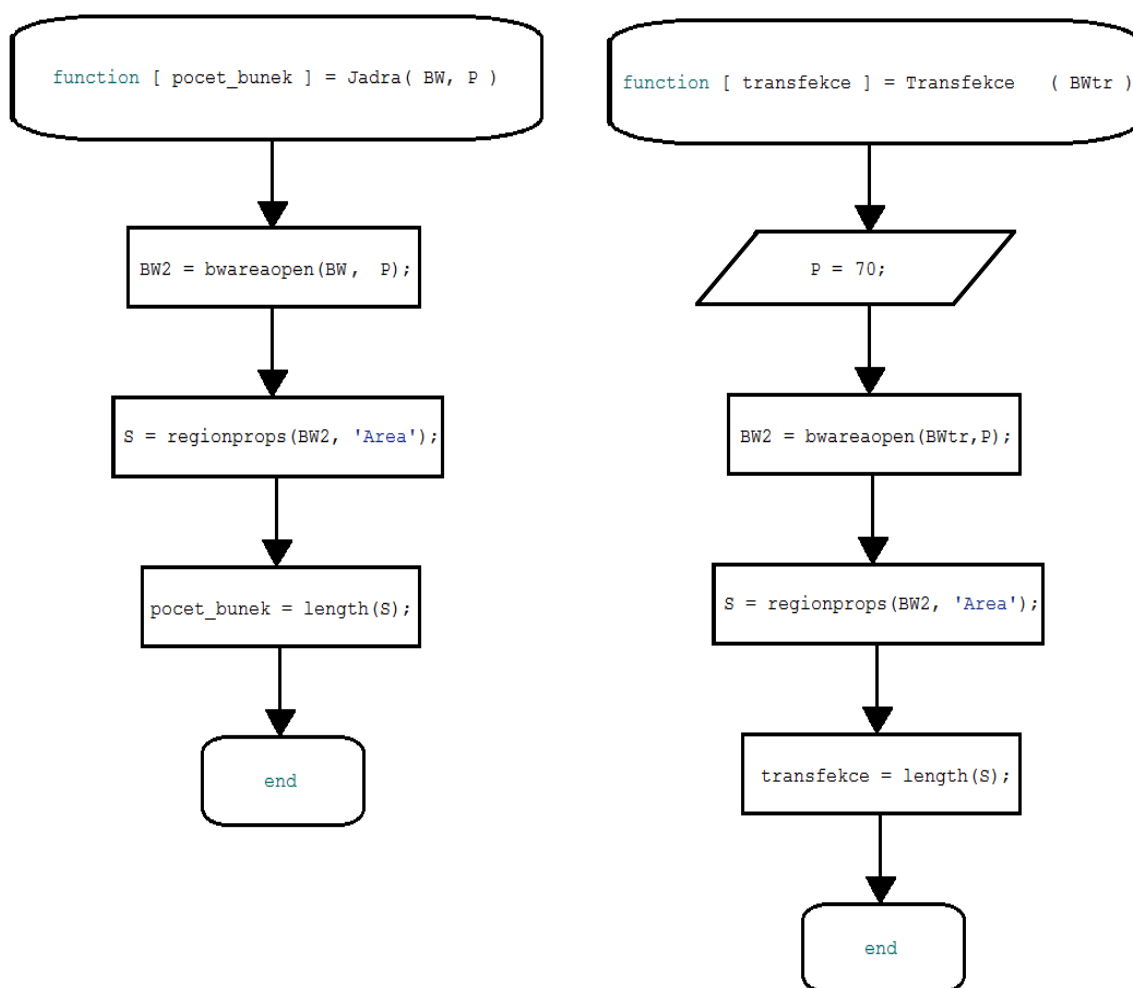 function [ pocet_bunek ] = Jadra( BW, P )
BW2 = bwareaopen(BW, P);
S = regionprops(BW2, 'Area');
pocet_bunek = length(S);
end
function [ transfekce ] = Transfekce ( BWtr )
P = 70;
BW2 = bwareaopen(BWtr,P);
S = regionprops(BW2, 'Area');
transfekce = length(S);
end